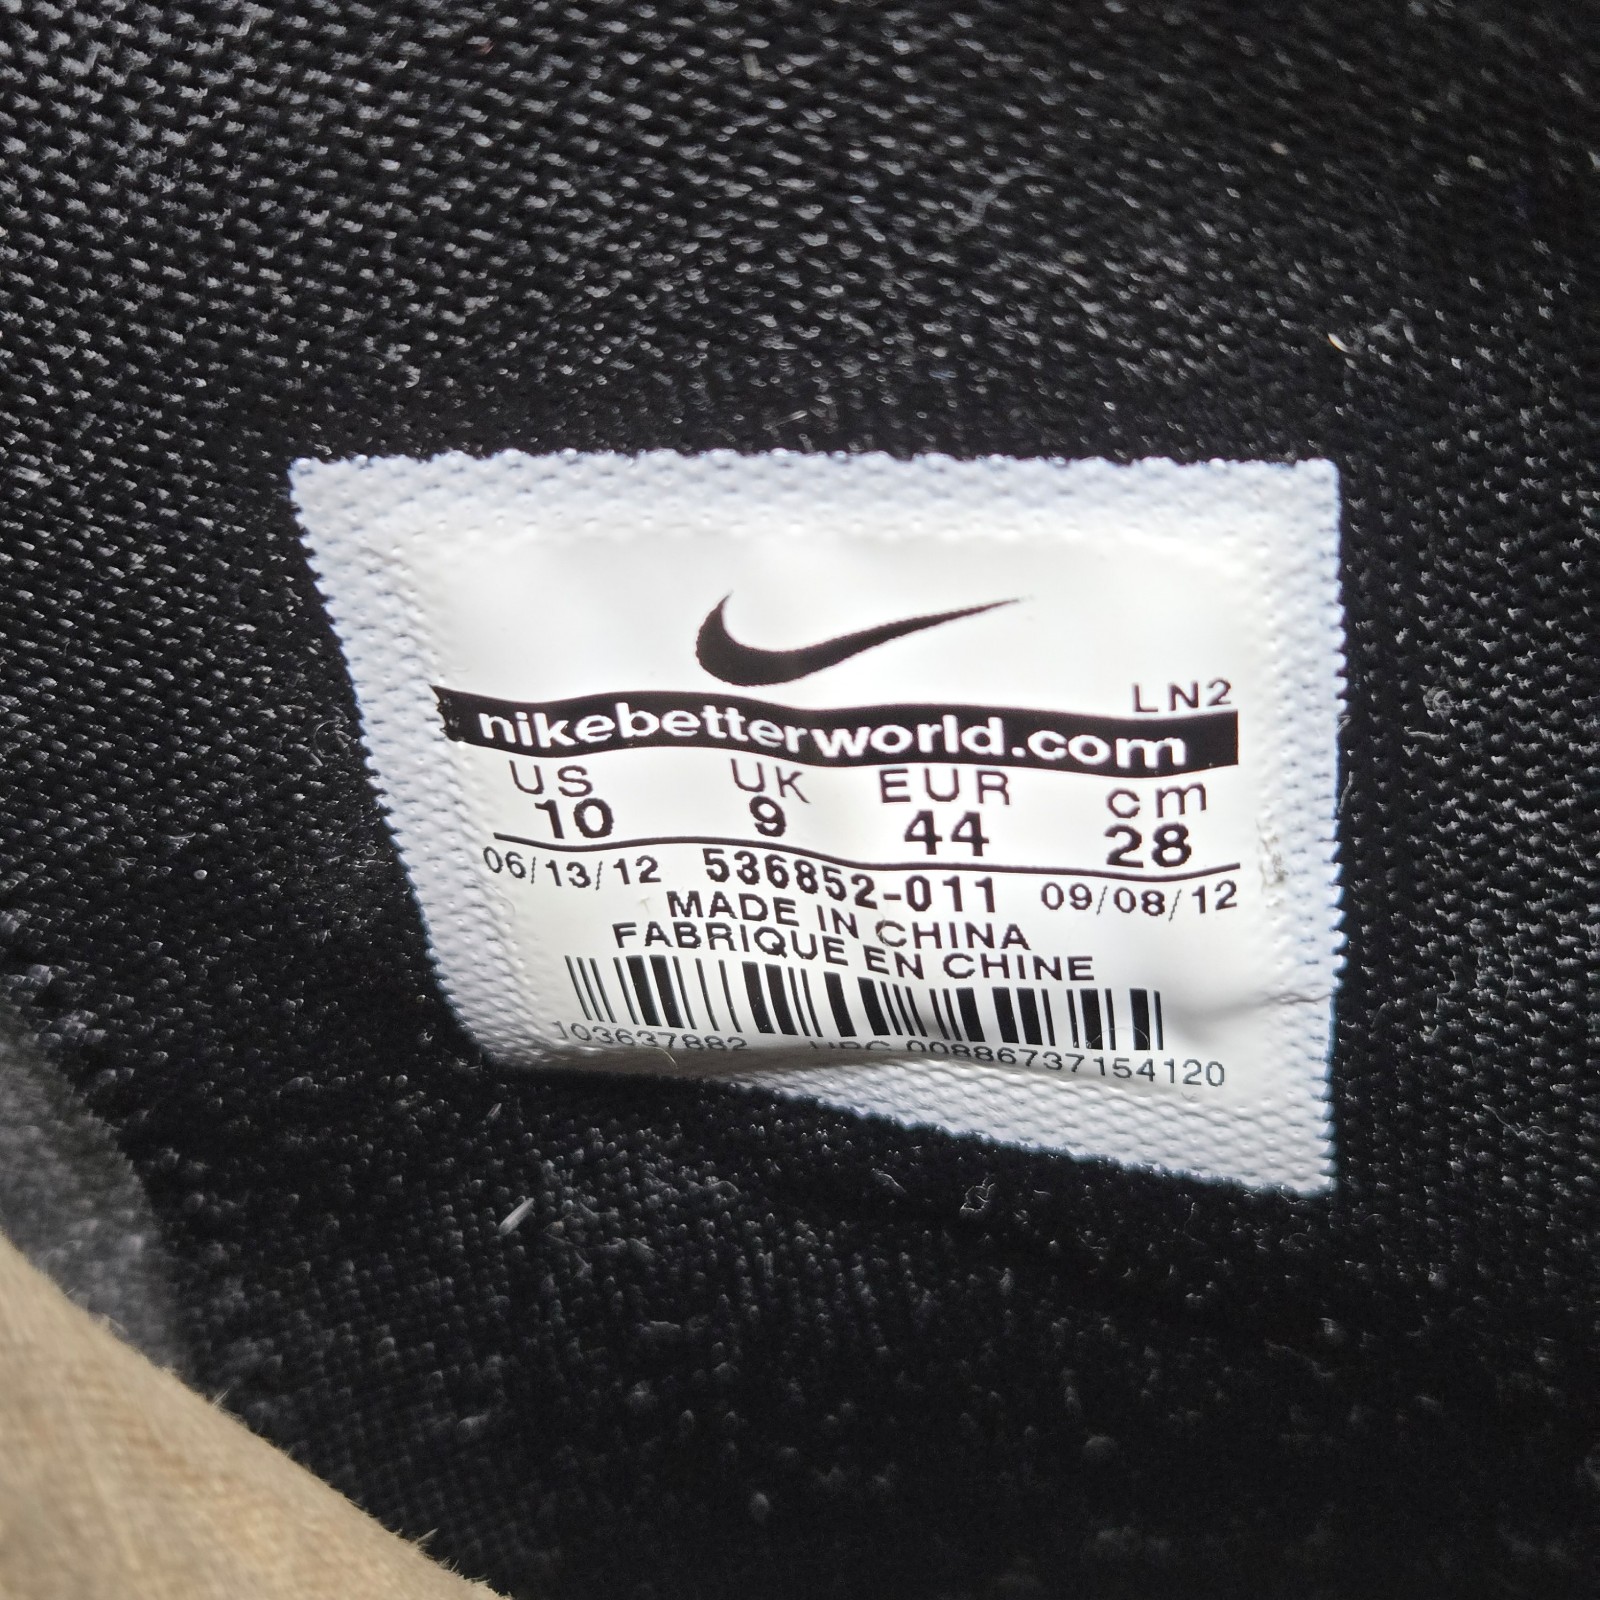 LN2
nikebetterworld.com
US UK EUR cm
10 9 44 28
06/13/12 536852-011 09/08/12
MADE IN CHINA
FABRIQUE EN CHINE
103637882 UPC 00886737154120